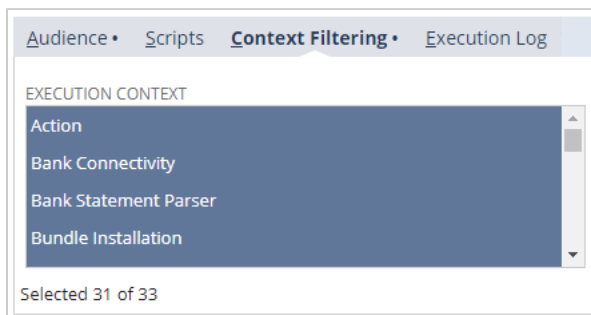 Audience • Scripts Context Filtering • Execution Log
EXECUTION CONTEXT
Action
Bank Connectivity
Bank Statement Parser
Bundle Installation
Selected 31 of 33